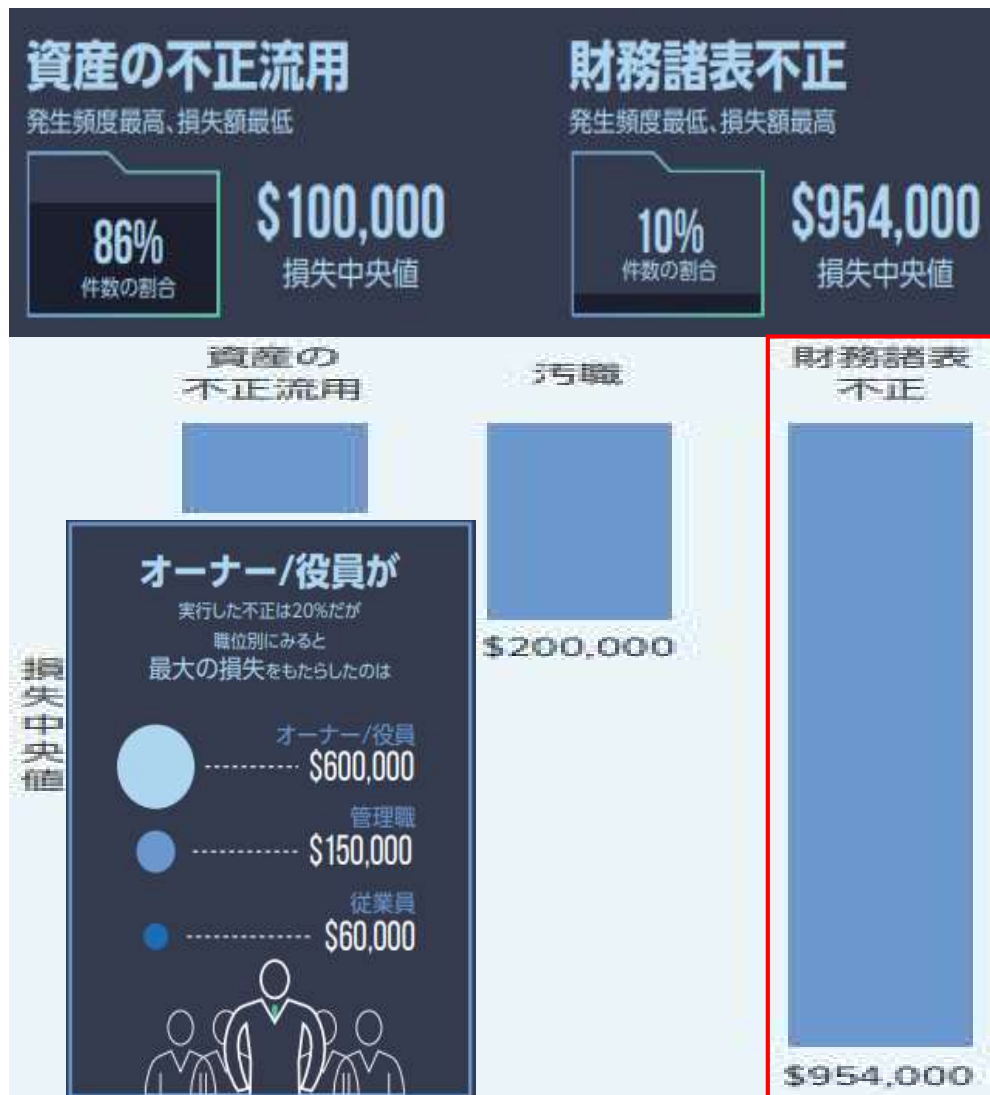 資産の不正流用
発生頻度最高、損失額最低
86%
件数の割合
$100,000
損失中央値
財務諸表不正
発生頻度最低、損失額最高
10%
件数の割合
$954,000
損失中央値
資産の
不正流用
汚職
財務諸表
不正
$200,000
$954,000
損失中央値
オーナー/役員が
実行した不正は20%だが
職位別にみると
最大の損失をもたらしたのは
オーナー/役員
$600,000
管理職
$150,000
従業員
$60,000